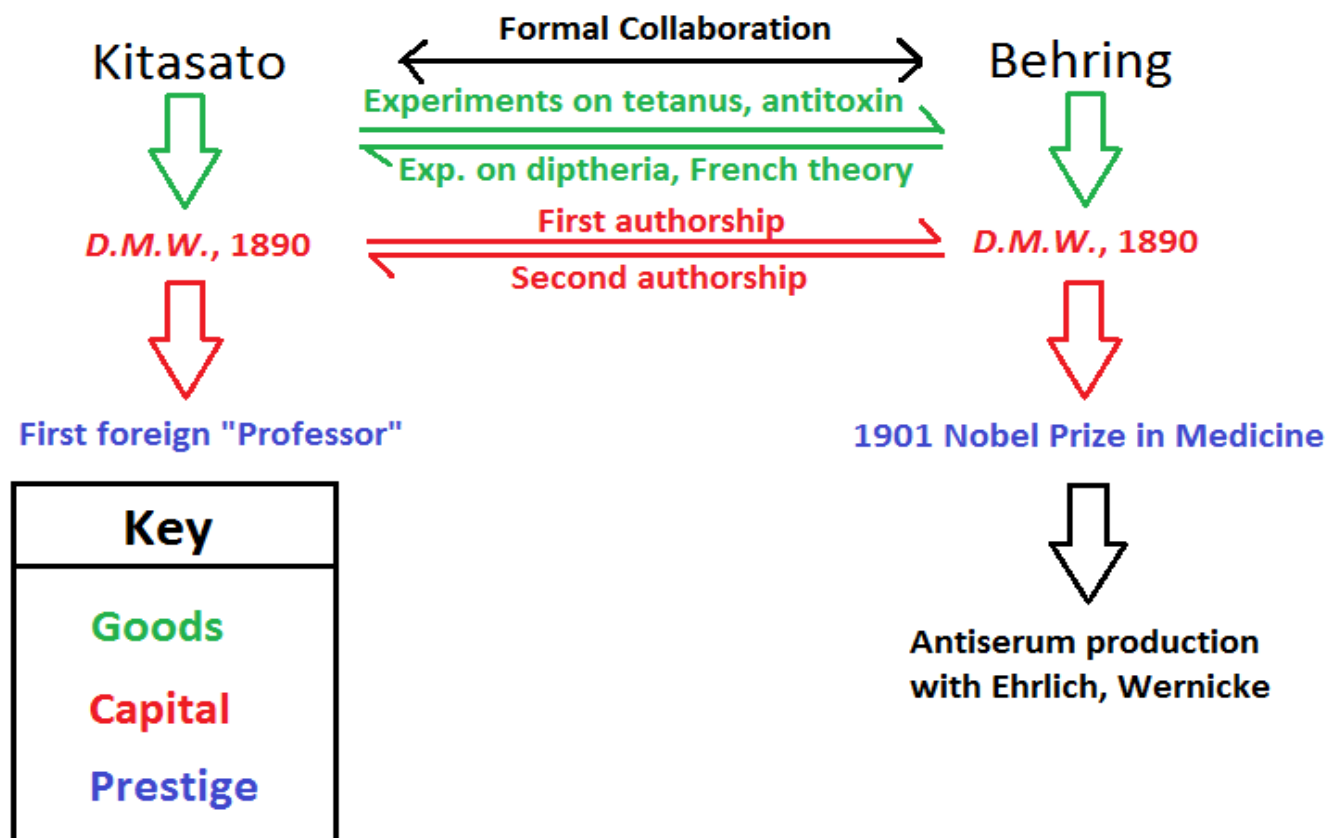 Formal Collaboration
Kitasato
Behring
Experiments on tetanus, antitoxin
Exp. on diptheria, French theory
First authorship
D.M.W., 1890
D.M.W., 1890
Second authorship
First foreign "Professor"
1901 Nobel Prize in Medicine
Key
Goods
Capital
Prestige
Antiserum production
with Ehrlich, Wernicke